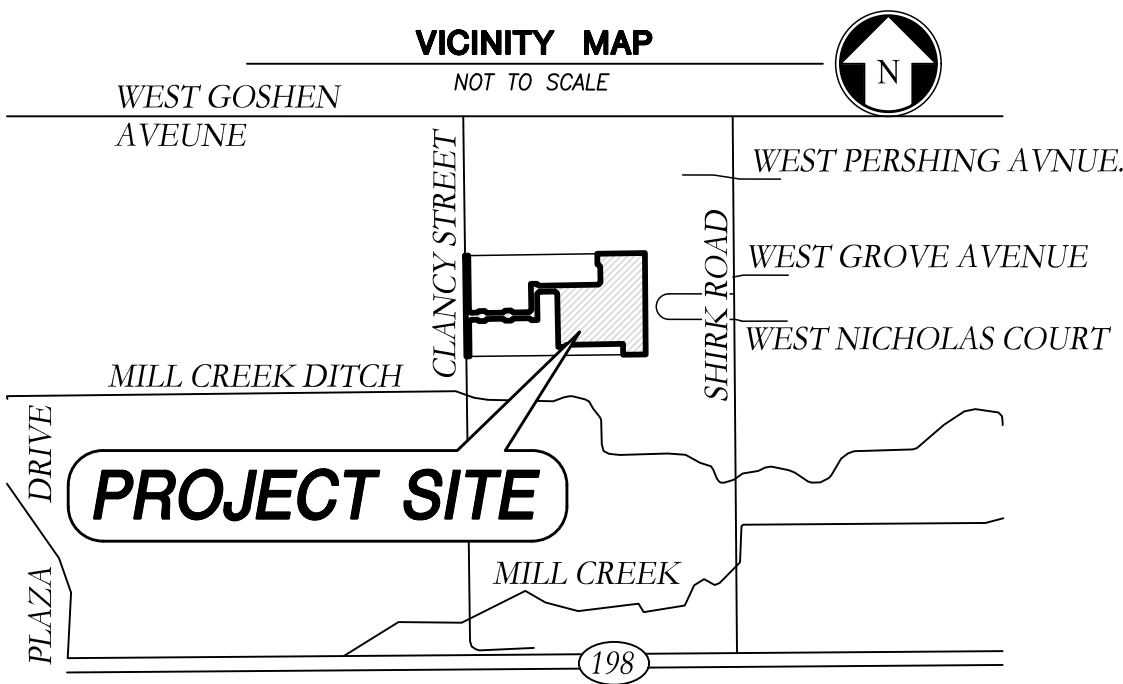 VICINITY MAP
NOT TO SCALE
N
WEST GOSHEN
AVEUNE
CLANCY STREET
WEST PERSHING AVNUE.
SHIRK ROAD
WEST GROVE AVENUE
WEST NICHOLAS COURT
MILL CREEK DITCH
PLAZA DRIVE
PROJECT SITE
MILL CREEK
198